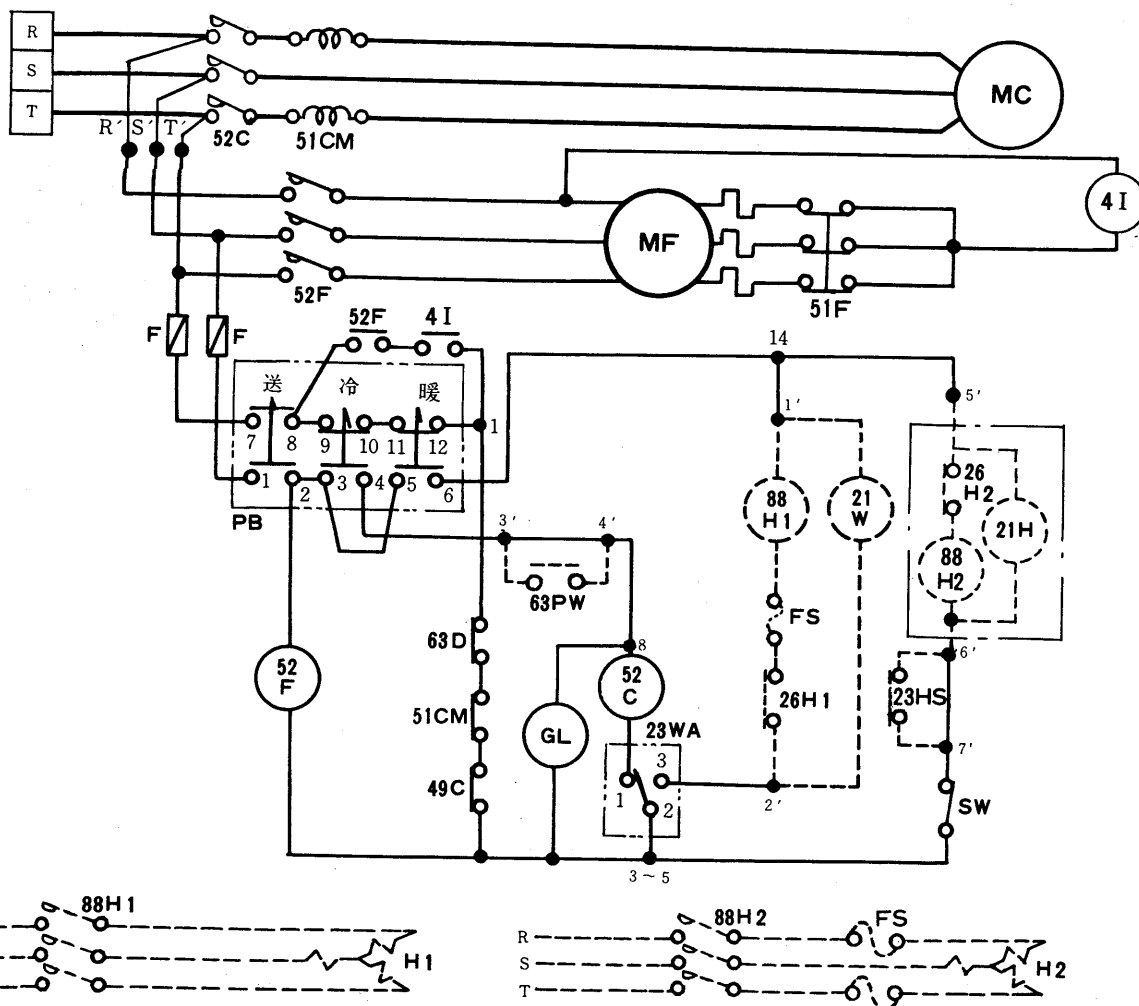 R
S
T
R′ S′ T′
52C
51CM
MC
4I
MF
52F
51F
F
F
52F
4I
送
冷
暖
7
8
9
10
11
12
1
1
2
3
4
5
6
PB
14
1′
5′
88
H1
21
W
26
H2
21H
88
H2
3′
4′
63PW
FS
63D
8
52
F
52
C
6′
51CM
26H1
23HS
GL
23WA
7′
49C
1
3
2
2′
SW
3～5
88H1
H1
88H2
FS
R
S
T
H2